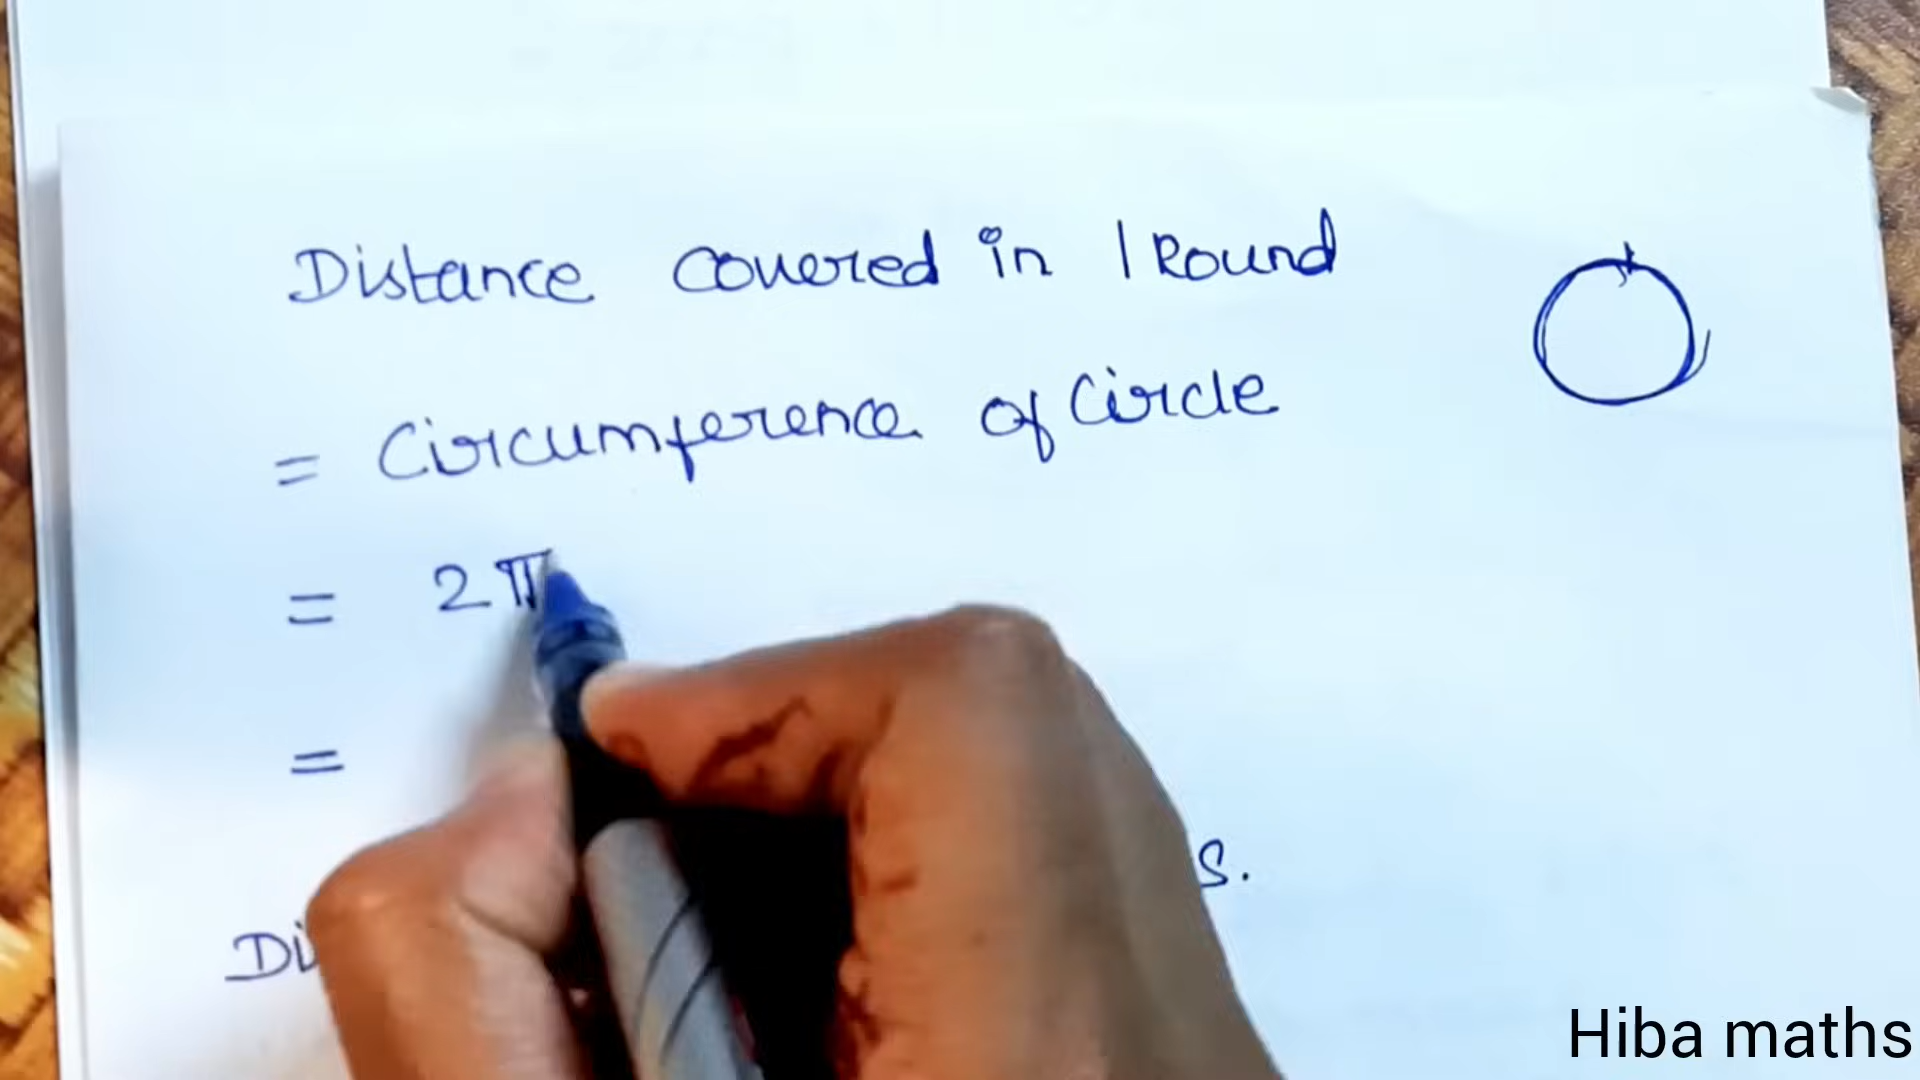 Distance covered in 1 Round
= Circumference of Circle
= 2π
=
s.
Di
Hiba maths